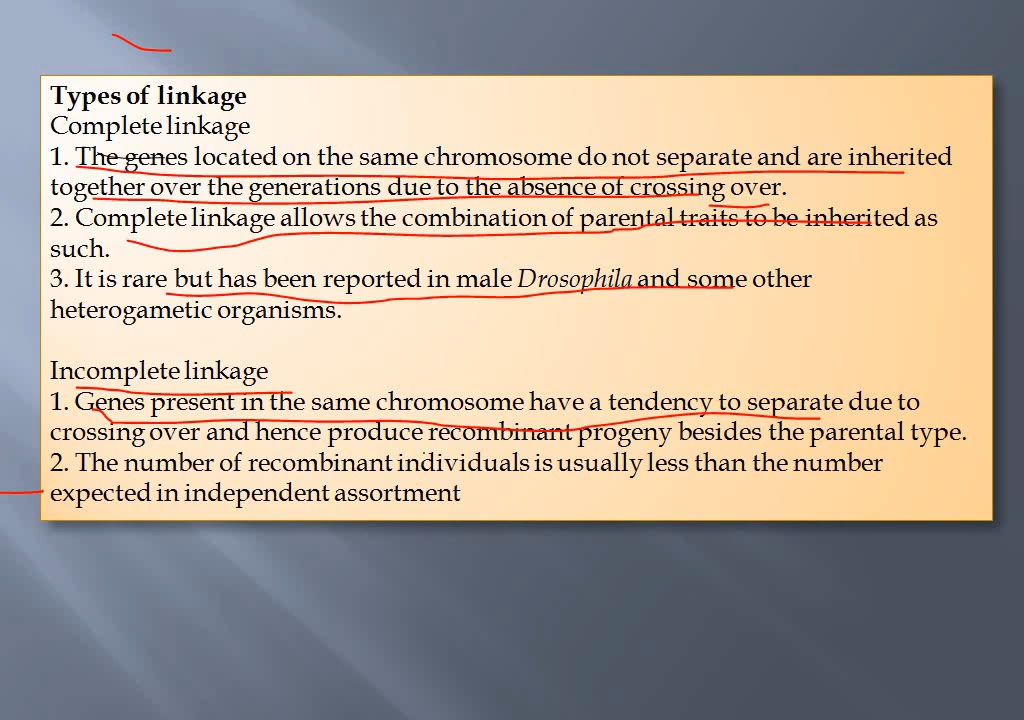 Types of linkage
Complete linkage
1. The genes located on the same chromosome do not separate and are inherited
together over the generations due to the absence of crossing over.
2. Complete linkage allows the combination of parental traits to be inherited as
such.
3. It is rare but has been reported in male Drosophila and some other
heterogametic organisms.
Incomplete linkage
1. Genes present in the same chromosome have a tendency to separate due to
crossing over and hence produce recombinant progeny besides the parental type.
2. The number of recombinant individuals is usually less than the number
expected in independent assortment